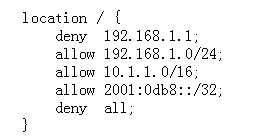 location / {
    deny  192.168.1.1;
    allow 192.168.1.0/24;
    allow 10.1.1.0/16;
    allow 2001:0db8::/32;
    deny  all;
}